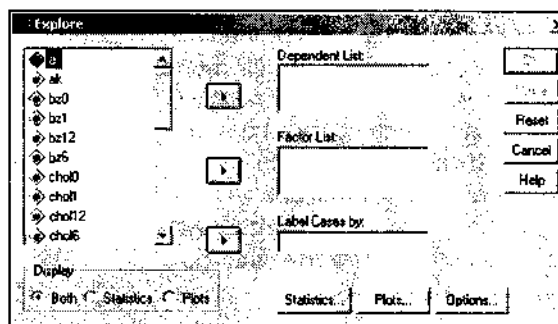 Explore
a
ak
bz0
bz1
bz12
bz6
chol0
chol1
chol12
chol6
Dependent List:
Factor List:
Label Cases by:
Reset
Cancel
Help
Display
Both Statistics Plots
Statistics... Plots... Options...